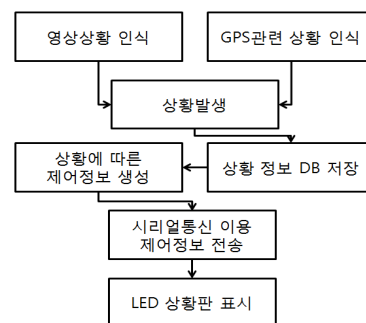 영상상황 인식
GPS관련 상황 인식
상황발생
상황에 따른
제어정보 생성
상황 정보 DB 저장
시리얼통신 이용
제어정보 전송
LED 상황판 표시